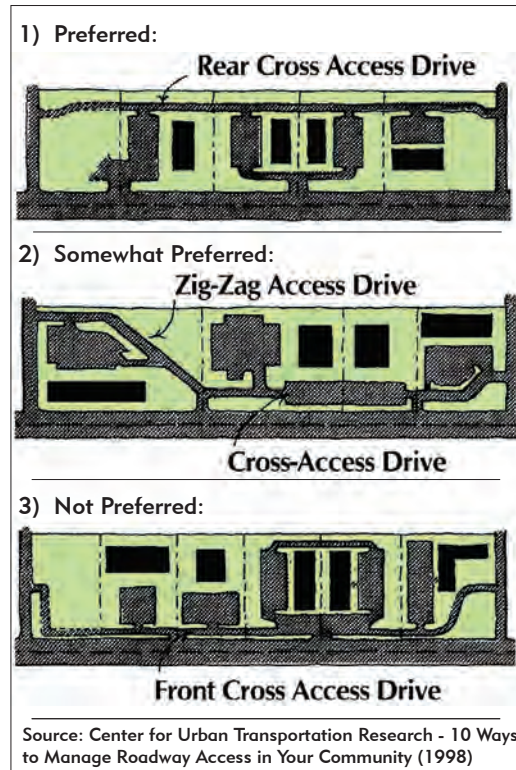 1) Preferred:
Rear Cross Access Drive
2) Somewhat Preferred:
Zig-Zag Access Drive
Cross-Access Drive
3) Not Preferred:
Front Cross Access Drive
Source: Center for Urban Transportation Research - 10 Ways
to Manage Roadway Access in Your Community (1998)